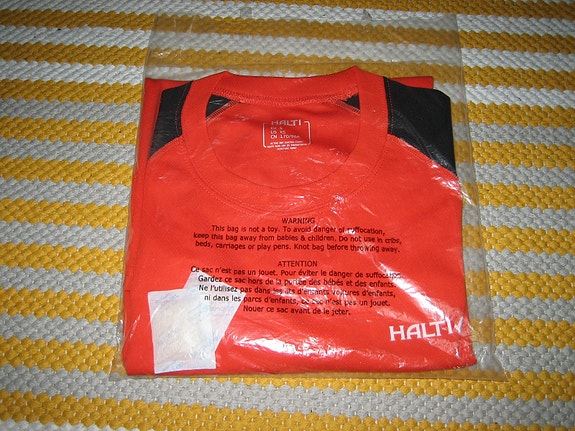 HALTI
CN 170/96A
WARNING
This bag is not a toy. To avoid danger of suffocation,
keep this bag away from babies & children. Do not use in cribs,
beds, carriages or play pens. Knot bag before throwing away.
ATTENTION
Ce sac n'est pas un jouet. Pour éviter le danger de suffocation.
Gardez ce sac hors de la portée des bébés et des enfants.
Ne l'utilisez pas dans les lits d'enfants voitures d'enfants,
ni dans les parcs d'enfants, ce sac n'est pas un jouet.
Nouer ce sac avant de le jeter.
HALTI